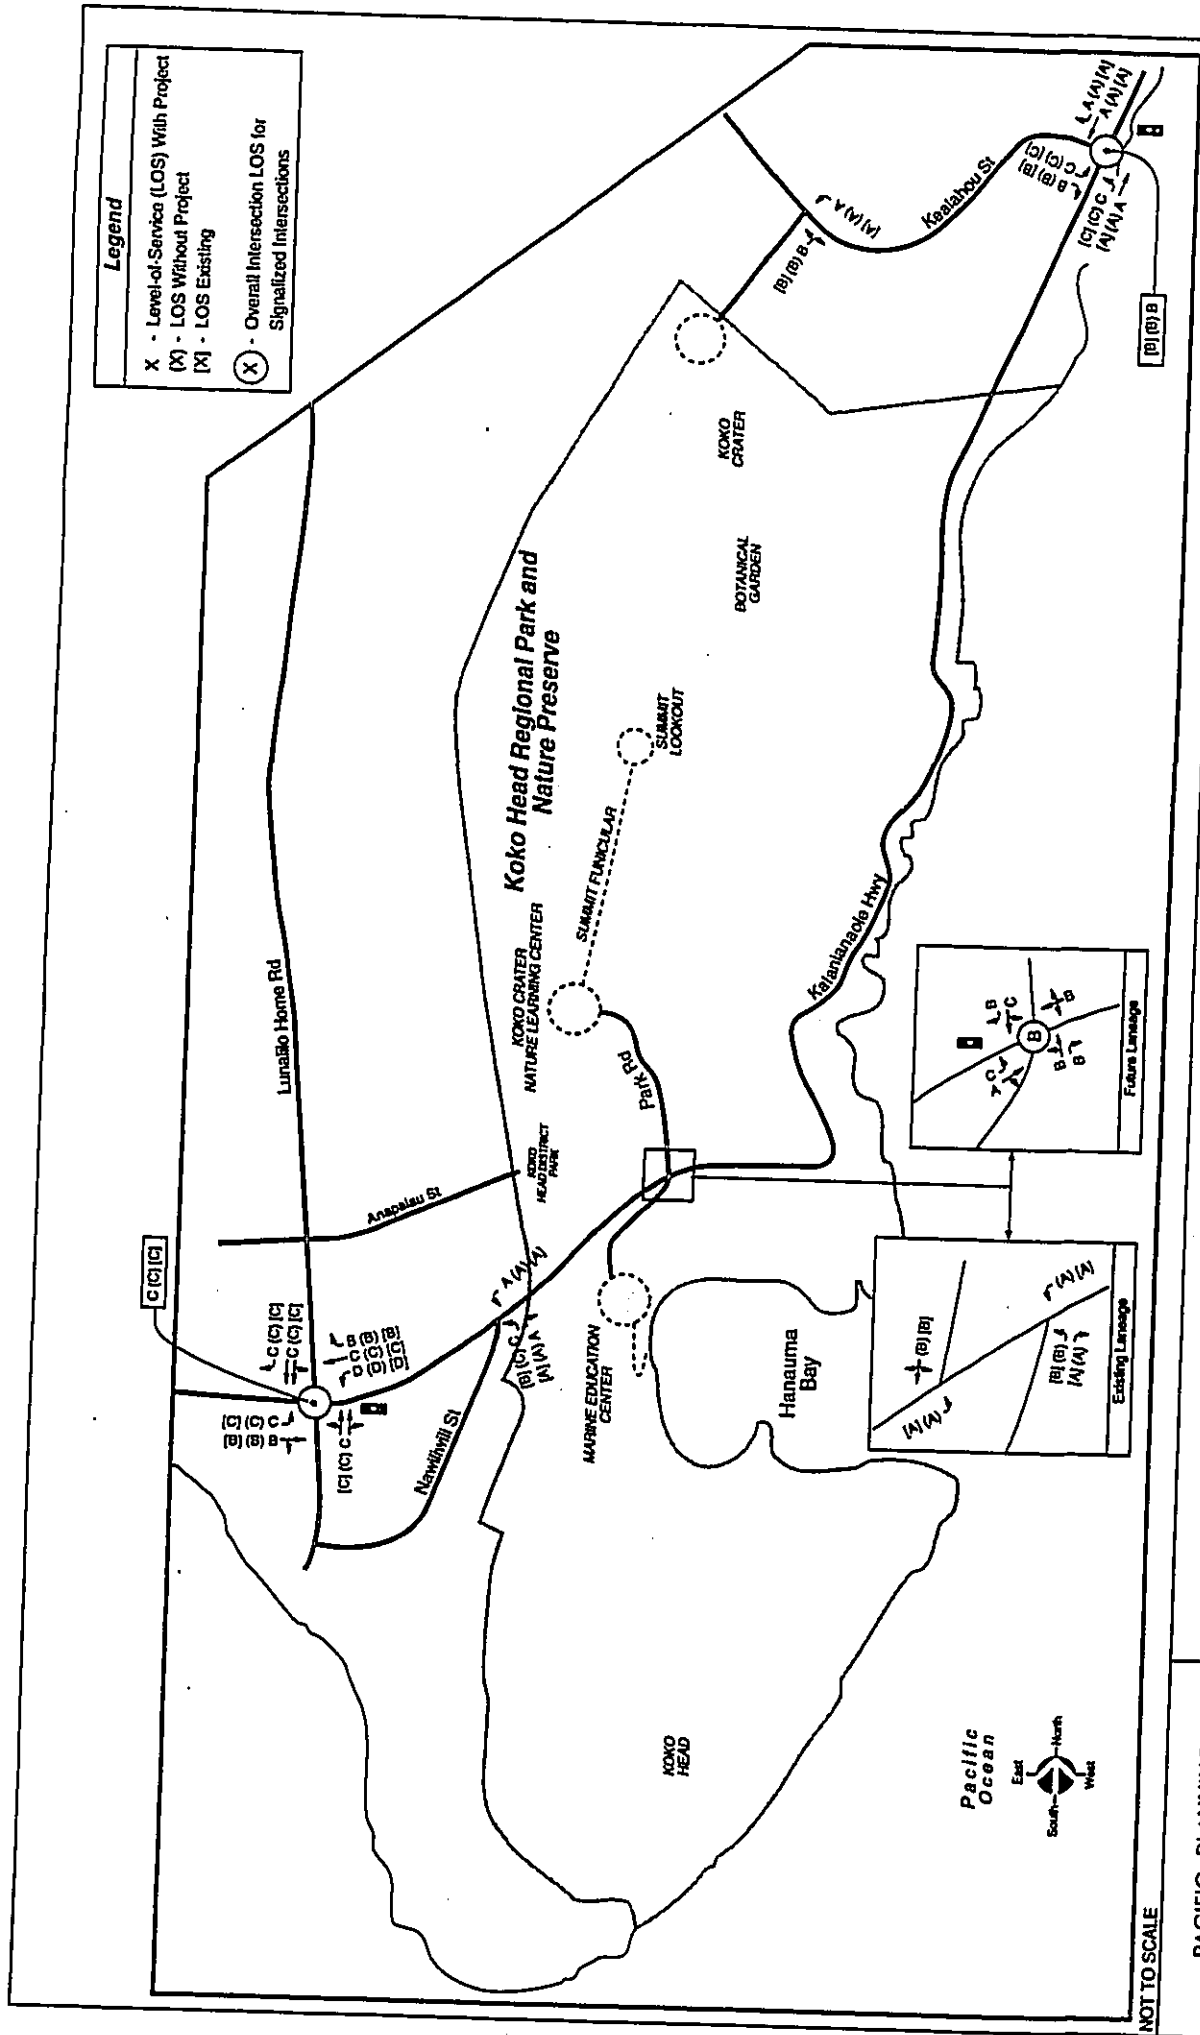 Legend
X - Level-of-Service (LOS) With Project
(X) - LOS Without Project
[X] - LOS Existing
(X) - Overall Intersection LOS for
Signalized Intersections
C (C) [C]
Lunalilo Home Rd
Anapalau St
C (C) [C]
C (C) [C]
B (B) [B]
C (C) [C]
D (D) [D]
[C] (C) C
[B] (B) B
[C] (C) C
Nawiliwili St
A (A) (A)
[B] (C) C
[A] (A) A
KOKO
HEAD DISTRICT
PARK
KOKO CRATER
NATURE LEARNING CENTER
Koko Head Regional Park and
Nature Preserve
SUMMIT FUNICULAR
SUMMIT
LOOKOUT
BOTANICAL
GARDEN
KOKO
CRATER
Park Rd
Kalanianaole Hwy
Kealahou St
[B] (B) B
A (A) [A]
B (B) [B]
C (C) [C]
A (A) [A]
A (A) [A]
[C] (C) C
[A] (A) A
[B] (B) B
MARINE EDUCATION
CENTER
Hanauma
Bay
KOKO
HEAD
[A] (A)
(B) [B]
[B] (B)
[A] (A)
(A) [A]
Existing Laneage
B
C
B
C
A
B
B
B
Future Laneage
Pacific
Ocean
East
South
North
West
NOT TO SCALE